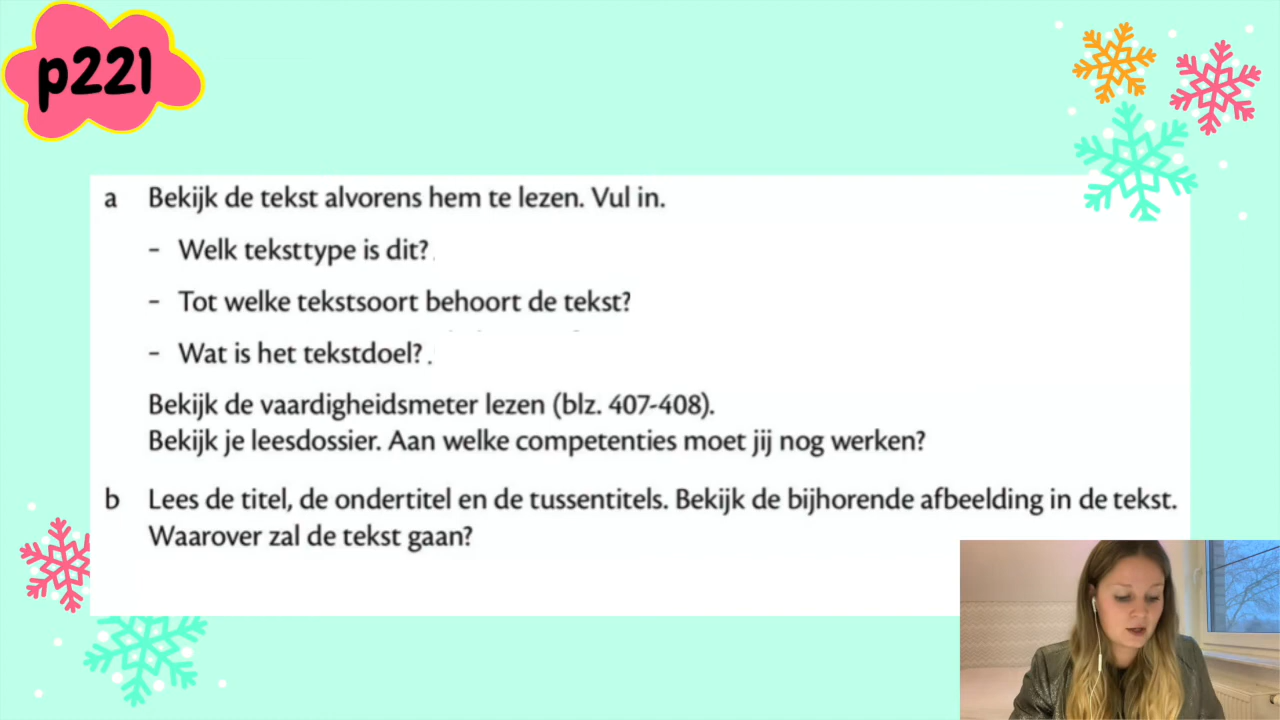 p221
a Bekijk de tekst alvorens hem te lezen. Vul in.
- Welk teksttype is dit?
- Tot welke tekstsoort behoort de tekst?
- Wat is het tekstdoel? .
Bekijk de vaardigheidsmeter lezen (blz. 407-408).
Bekijk je leesdossier. Aan welke competenties moet jij nog werken?
b Lees de titel, de ondertitel en de tussentitels. Bekijk de bijhorende afbeelding in de tekst.
Waarover zal de tekst gaan?